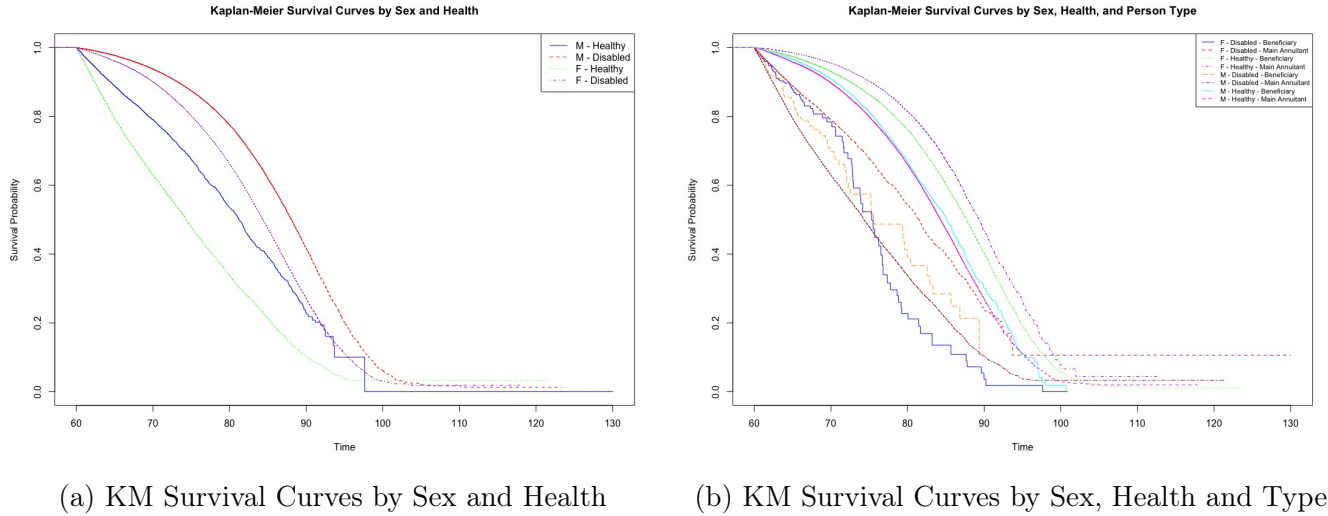 Kaplan-Meier Survival Curves by Sex and Health
M - Healthy
M - Disabled
F - Healthy
F - Disabled
Survival Probability
1.0
0.8
0.6
0.4
0.2
0.0
60 70 80 90 100 110 120 130
Time
(a) KM Survival Curves by Sex and Health
Kaplan-Meier Survival Curves by Sex, Health, and Person Type
F - Disabled - Beneficiary
F - Disabled - Main Annuitant
F - Healthy - Beneficiary
F - Healthy - Main Annuitant
M - Disabled - Beneficiary
M - Disabled - Main Annuitant
M - Healthy - Beneficiary
M - Healthy - Main Annuitant
Survival Probability
1.0
0.8
0.6
0.4
0.2
0.0
60 70 80 90 100 110 120 130
Time
(b) KM Survival Curves by Sex, Health and Type